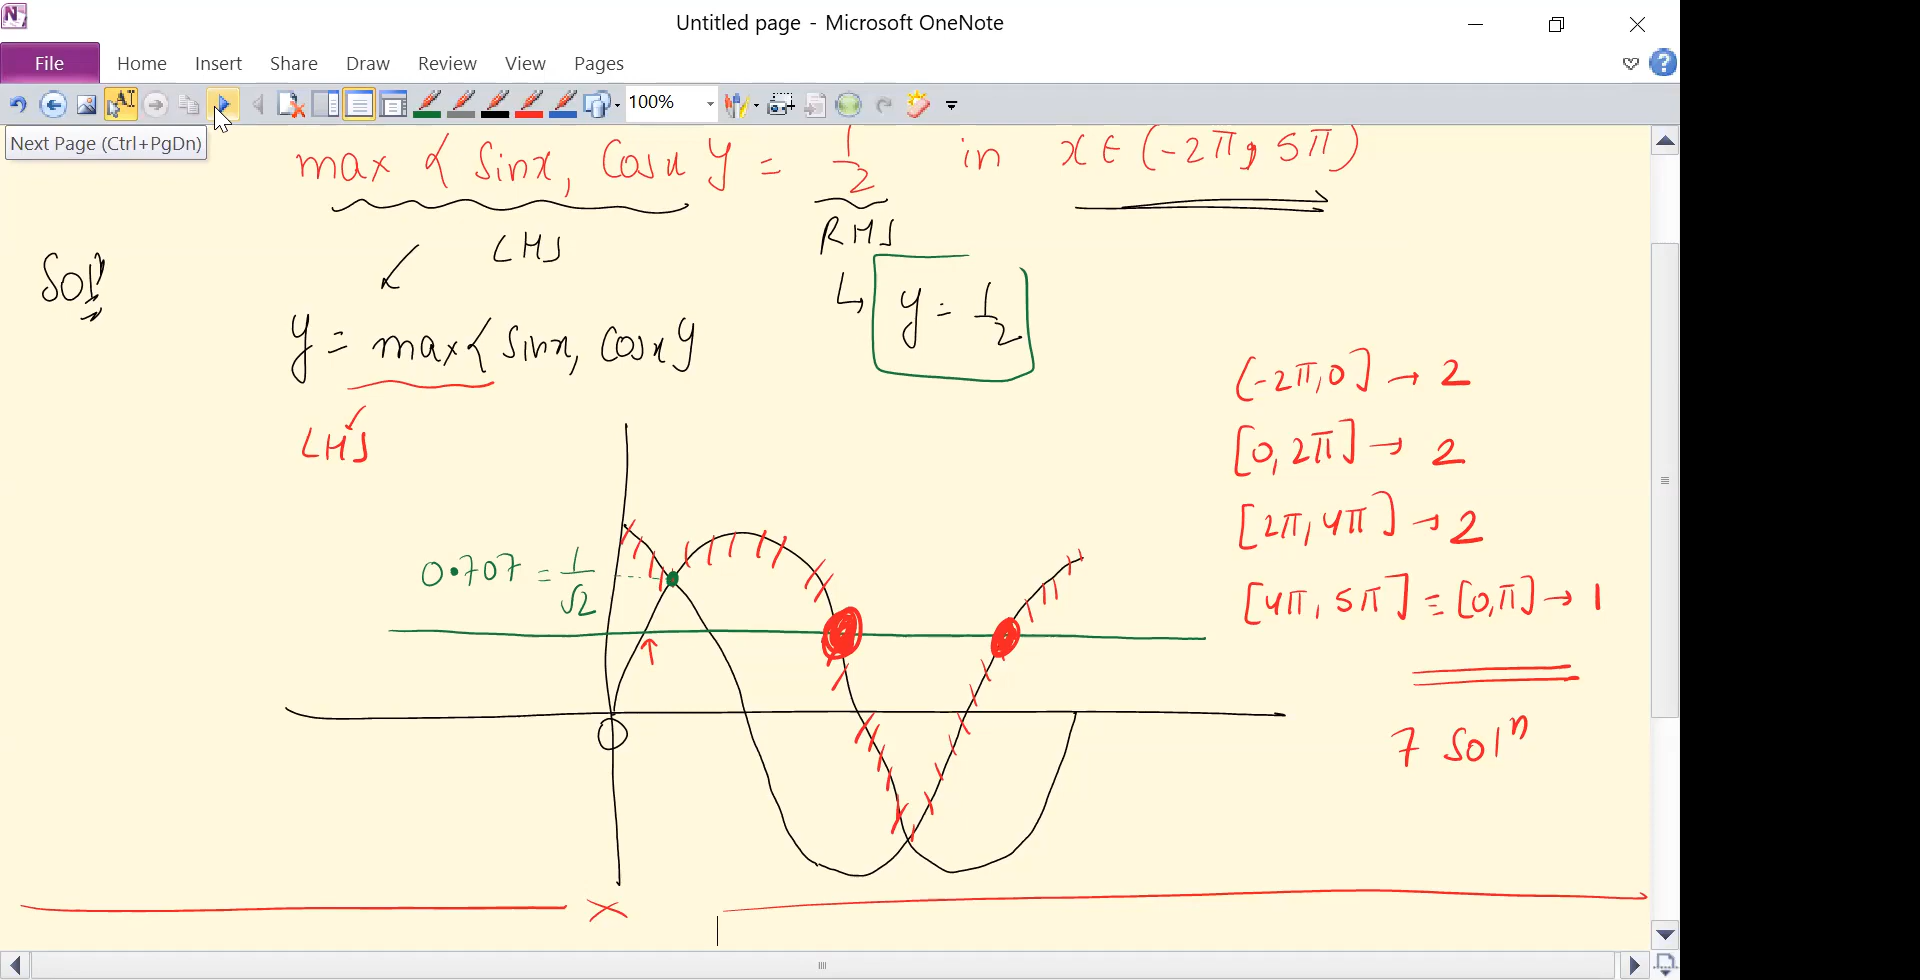 Untitled page - Microsoft OneNote
File Home Insert Share Draw Review View Pages
100%
Next Page (Ctrl+PgDn)
max { sinx, cosx } = 1/2 in x ∈ (-2π, 5π)
LHS
RHS
Solⁿ
y = 1/2
y = max { sinx, cosx }
LHS
(-2π, 0] → 2
[0, 2π] → 2
[2π, 4π] → 2
[4π, 5π] ≡ [0, π] → 1
7 Solⁿ
0.707 = 1/√2
O